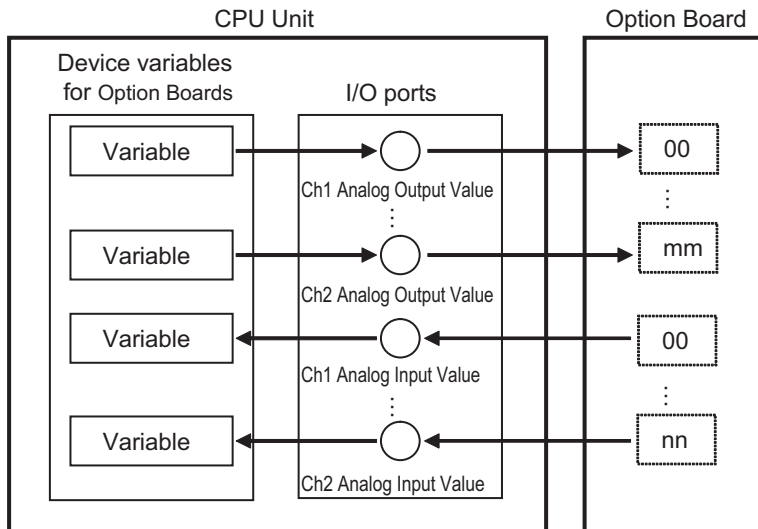 CPU Unit
Option Board
Device variables
for Option Boards
I/O ports
Variable
00
Ch1 Analog Output Value
Variable
mm
Ch2 Analog Output Value
Variable
00
Ch1 Analog Input Value
Variable
nn
Ch2 Analog Input Value